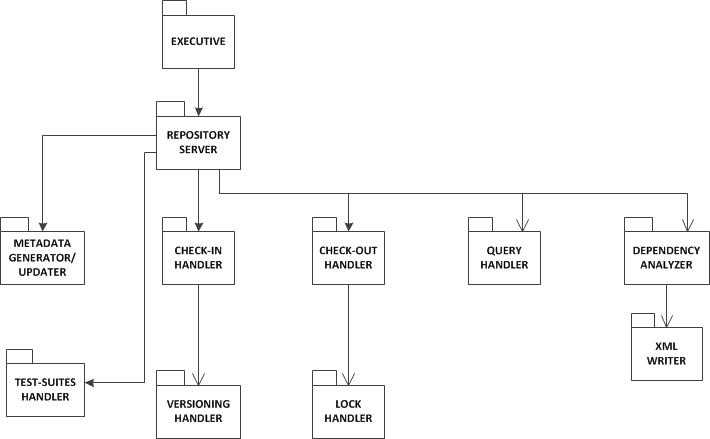 EXECUTIVE
REPOSITORY
SERVER
METADATA
GENERATOR/
UPDATER
CHECK-IN
HANDLER
CHECK-OUT
HANDLER
QUERY
HANDLER
DEPENDENCY
ANALYZER
XML
WRITER
TEST-SUITES
HANDLER
VERSIONING
HANDLER
LOCK
HANDLER